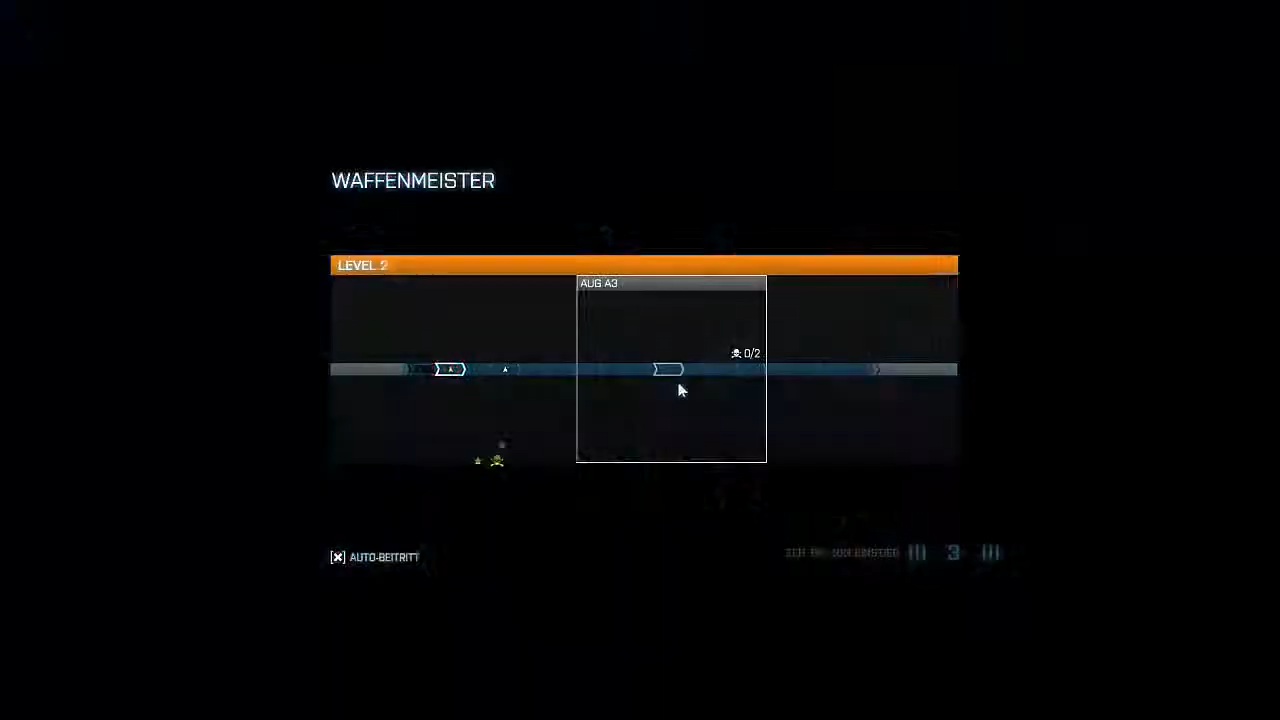 WAFFENMEISTER
LEVEL 2
AUG A3
0/2
[X] AUTO-BEITRITT
3